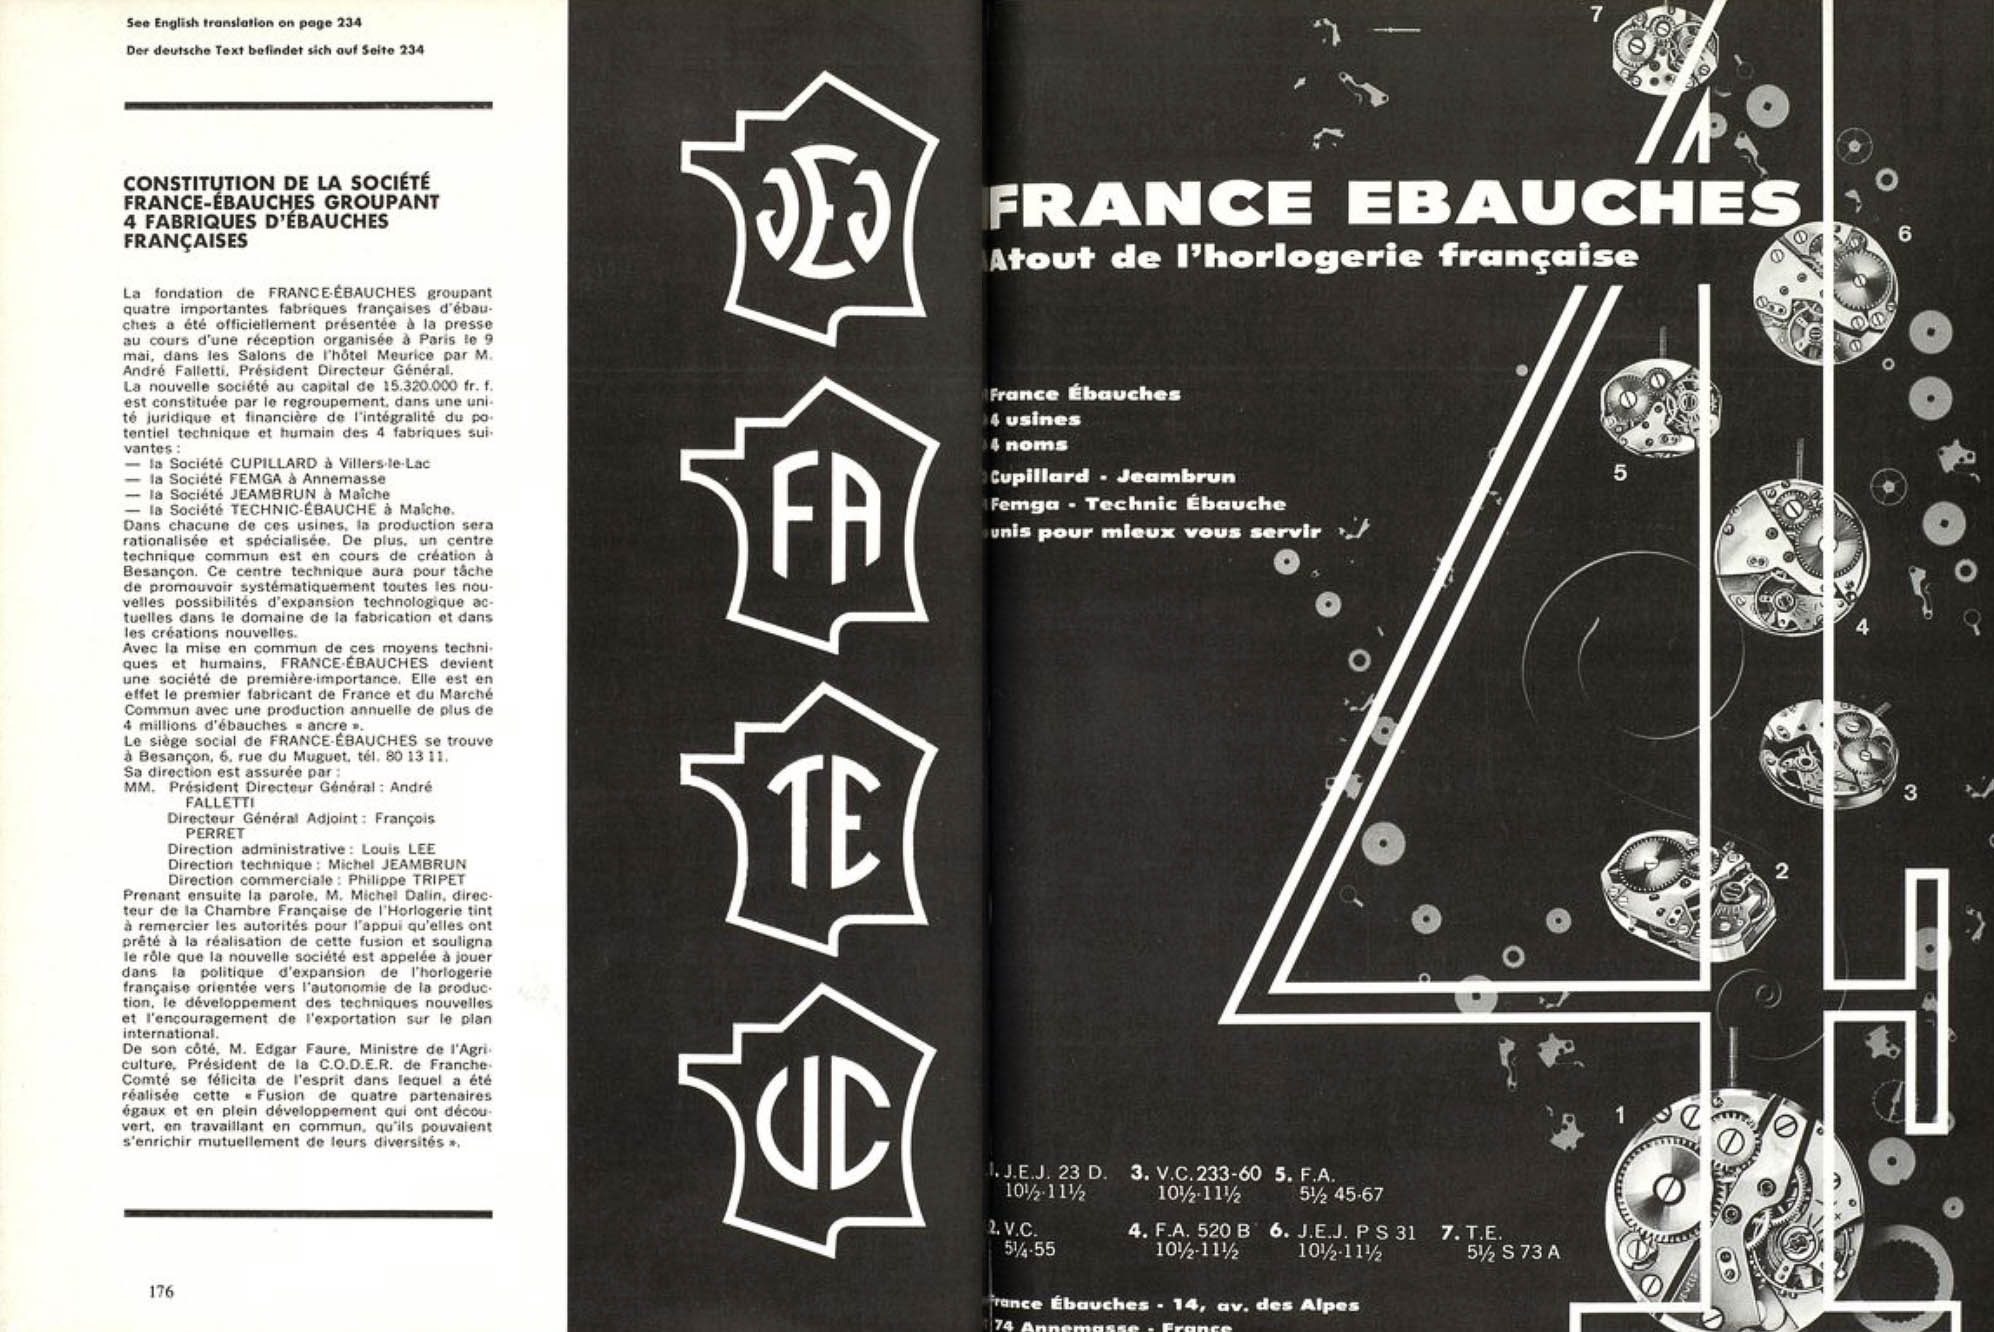 See English translation on page 234
Der deutsche Text befindet sich auf Seite 234
CONSTITUTION DE LA SOCIÉTÉ
FRANCE-ÉBAUCHES GROUPANT
4 FABRIQUES D'ÉBAUCHES
FRANÇAISES
La fondation de FRANCE-ÉBAUCHES groupant
quatre importantes fabriques françaises d'ébau-
ches a été officiellement présentée à la presse
au cours d'une réception organisée à Paris le 9
mai, dans les Salons de l'hôtel Meurice par M.
André Falletti, Président Directeur Général.
La nouvelle société au capital de 15.320.000 fr. f.
est constituée par le regroupement, dans une uni-
té juridique et financière de l'intégralité du po-
tentiel technique et humain des 4 fabriques sui-
vantes :
— la Société CUPILLARD à Villers-le-Lac
— la Société FEMGA à Annemasse
— la Société JEAMBRUN à Maîche
— la Société TECHNIC-ÉBAUCHE à Maîche.
Dans chacune de ces usines, la production sera
rationalisée et spécialisée. De plus, un centre
technique commun est en cours de création à
Besançon. Ce centre technique aura pour tâche
de promouvoir systématiquement toutes les nou-
velles possibilités d'expansion technologique ac-
tuelles dans le domaine de la fabrication et dans
les créations nouvelles.
Avec la mise en commun de ces moyens techni-
ques et humains, FRANCE-ÉBAUCHES devient
une société de première-importance. Elle est en
effet le premier fabricant de France et du Marché
Commun avec une production annuelle de plus de
4 millions d'ébauches « ancre ».
Le siège social de FRANCE-ÉBAUCHES se trouve
à Besançon, 6, rue du Muguet, tél. 80 13 11.
Sa direction est assurée par :
MM. Président Directeur Général : André
FALLETTI
Directeur Général Adjoint : François
PERRET
Direction administrative : Louis LEE
Direction technique : Michel JEAMBRUN
Direction commerciale : Philippe TRIPET
Prenant ensuite la parole, M. Michel Dalin, direc-
teur de la Chambre Française de l'Horlogerie tint
à remercier les autorités pour l'appui qu'elles ont
prêté à la réalisation de cette fusion et souligna
le rôle que la nouvelle société est appelée à jouer
dans la politique d'expansion de l'horlogerie
française orientée vers l'autonomie de la produc-
tion, le développement des techniques nouvelles
et l'encouragement de l'exportation sur le plan
international.
De son côté, M. Edgar Faure, Ministre de l'Agri-
culture, Président de la C.O.D.E.R. de Franche-
Comté se félicita de l'esprit dans lequel a été
réalisée cette « Fusion de quatre partenaires
égaux et en plein développement qui ont décou-
vert, en travaillant en commun, qu'ils pouvaient
s'enrichir mutuellement de leurs diversités ».
176
JEJ
FA
TE
VC
FRANCE EBAUCHES
Atout de l'horlogerie française
France Ébauches
4 usines
4 noms
Cupillard - Jeambrun
Femga - Technic Ébauche
unis pour mieux vous servir
7
6
5
4
3
2
1
1. J.E.J. 23 D. 3. V.C.233-60 5. F.A.
10½-11½ 10½-11½ 5½ 45-67
2. V.C. 4. F.A. 520 B 6. J.E.J. P S 31 7. T.E.
5¼-55 10½-11½ 10½-11½ 5½ S 73 A
France Ébauches - 14, av. des Alpes
74 Annemasse - France